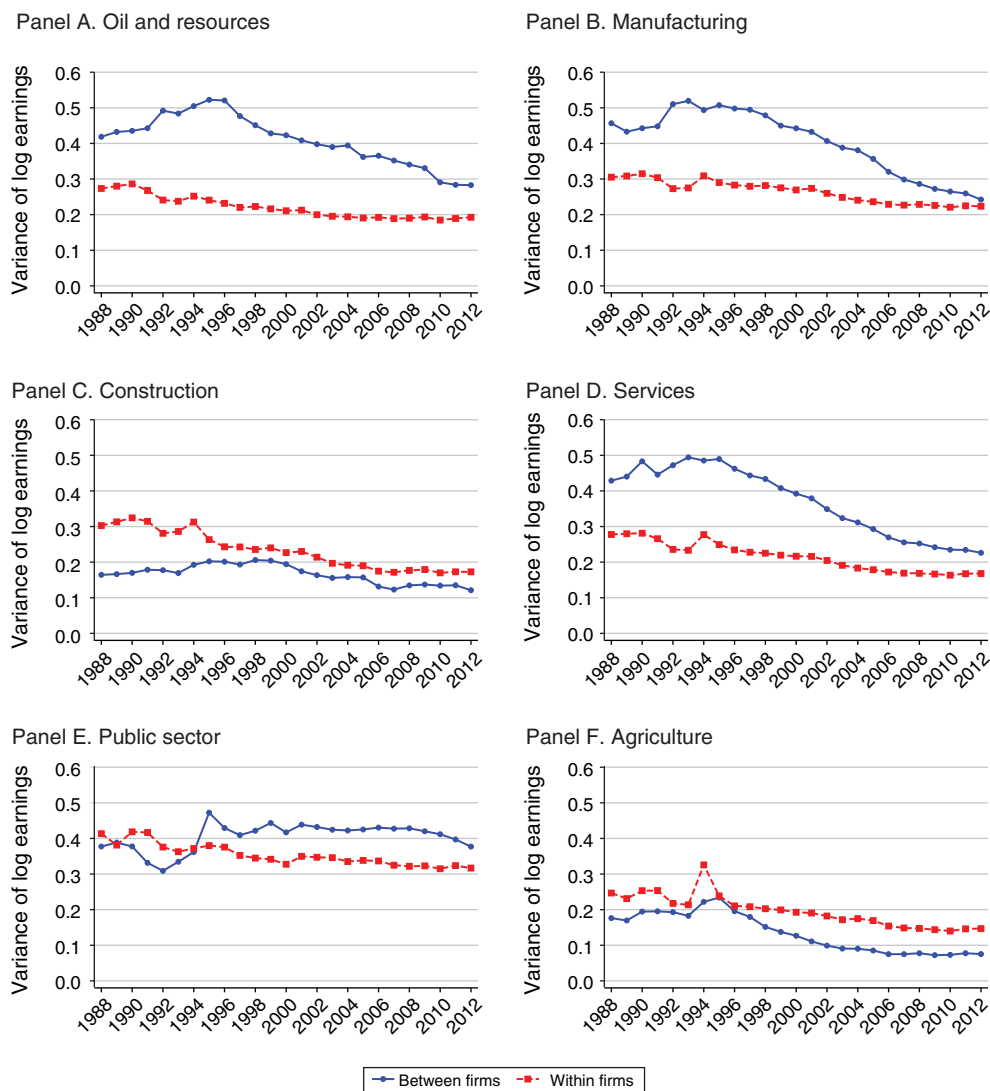 Panel A. Oil and resources
Variance of log earnings
0.6
0.5
0.4
0.3
0.2
0.1
0.0
1988 1990 1992 1994 1996 1998 2000 2002 2004 2006 2008 2010 2012
Panel B. Manufacturing
Variance of log earnings
0.6
0.5
0.4
0.3
0.2
0.1
0.0
1988 1990 1992 1994 1996 1998 2000 2002 2004 2006 2008 2010 2012
Panel C. Construction
Variance of log earnings
0.6
0.5
0.4
0.3
0.2
0.1
0.0
1988 1990 1992 1994 1996 1998 2000 2002 2004 2006 2008 2010 2012
Panel D. Services
Variance of log earnings
0.6
0.5
0.4
0.3
0.2
0.1
0.0
1988 1990 1992 1994 1996 1998 2000 2002 2004 2006 2008 2010 2012
Panel E. Public sector
Variance of log earnings
0.6
0.5
0.4
0.3
0.2
0.1
0.0
1988 1990 1992 1994 1996 1998 2000 2002 2004 2006 2008 2010 2012
Panel F. Agriculture
Variance of log earnings
0.6
0.5
0.4
0.3
0.2
0.1
0.0
1988 1990 1992 1994 1996 1998 2000 2002 2004 2006 2008 2010 2012
Between firms Within firms